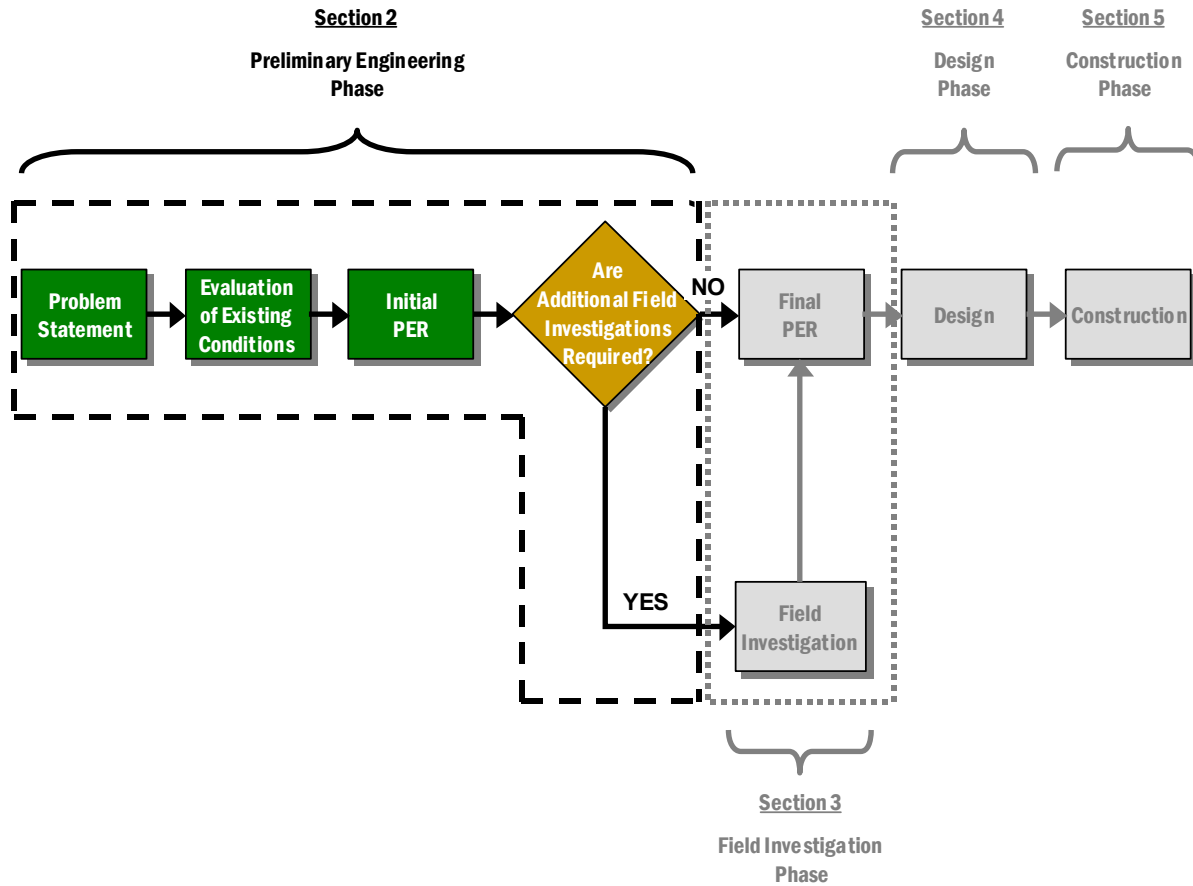 Section 2
Preliminary Engineering
Phase
Section 4
Design
Phase
Section 5
Construction
Phase
Problem
Statement
Evaluation
of Existing
Conditions
Initial
PER
Are
Additional Field
Investigations
Required?
NO
Final
PER
Design
Construction
YES
Field
Investigation
Section 3
Field Investigation
Phase